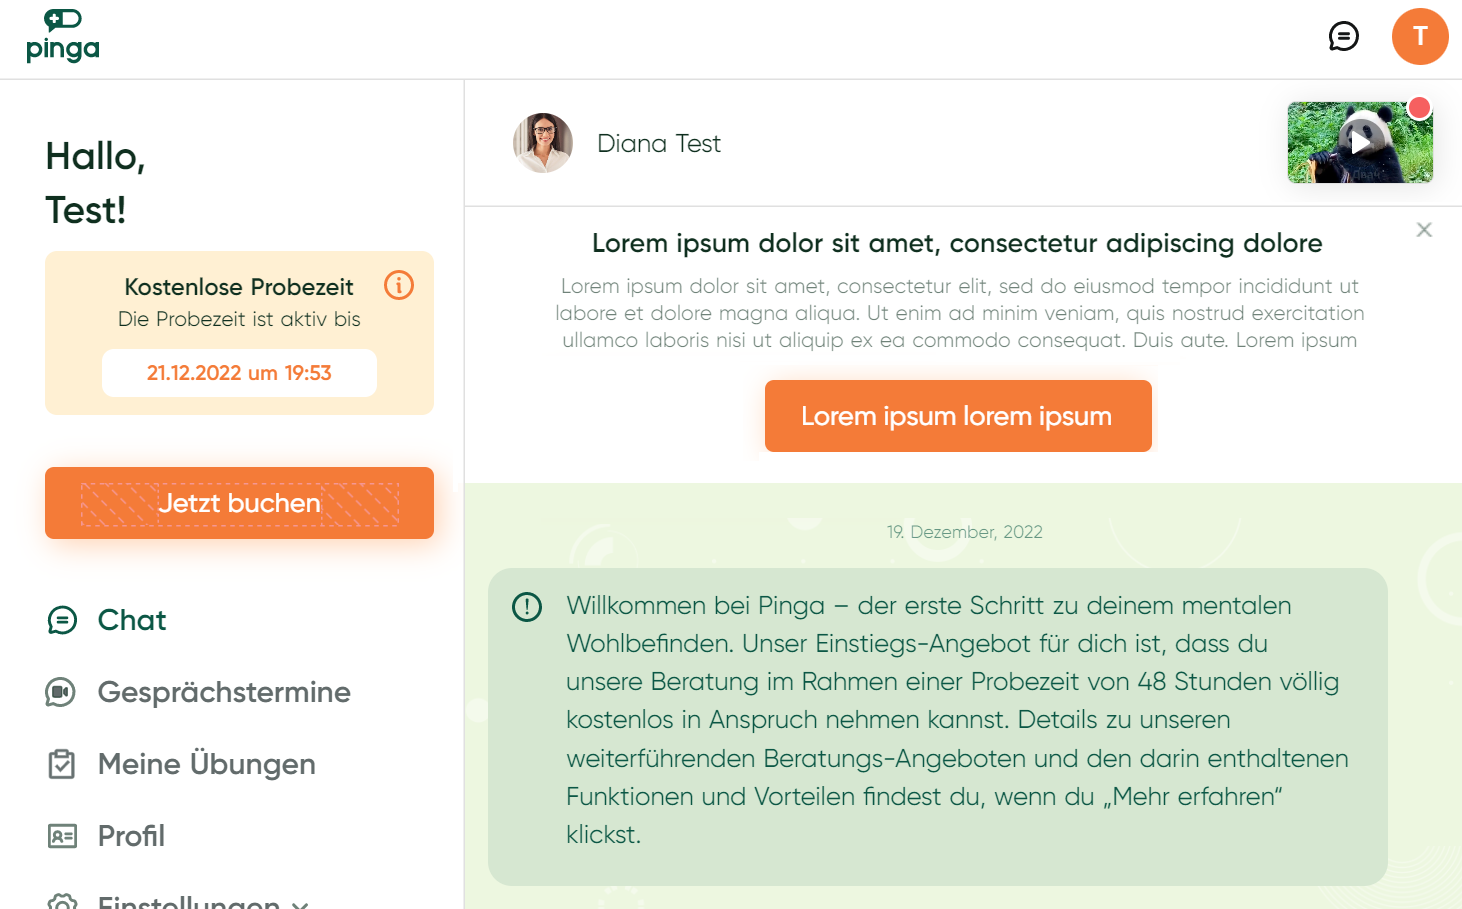 pinga
T
Hallo,
Test!
Kostenlose Probezeit
Die Probezeit ist aktiv bis
21.12.2022 um 19:53
Jetzt buchen
Chat
Gesprächstermine
Meine Übungen
Profil
Einstellungen
Diana Test
Двач
Lorem ipsum dolor sit amet, consectetur adipiscing dolore
Lorem ipsum dolor sit amet, consectetur elit, sed do eiusmod tempor incididunt ut
labore et dolore magna aliqua. Ut enim ad minim veniam, quis nostrud exercitation
ullamco laboris nisi ut aliquip ex ea commodo consequat. Duis aute. Lorem ipsum
Lorem ipsum lorem ipsum
19. Dezember, 2022
Willkommen bei Pinga – der erste Schritt zu deinem mentalen
Wohlbefinden. Unser Einstiegs-Angebot für dich ist, dass du
unsere Beratung im Rahmen einer Probezeit von 48 Stunden völlig
kostenlos in Anspruch nehmen kannst. Details zu unseren
weiterführenden Beratungs-Angeboten und den darin enthaltenen
Funktionen und Vorteilen findest du, wenn du „Mehr erfahren“
klickst.